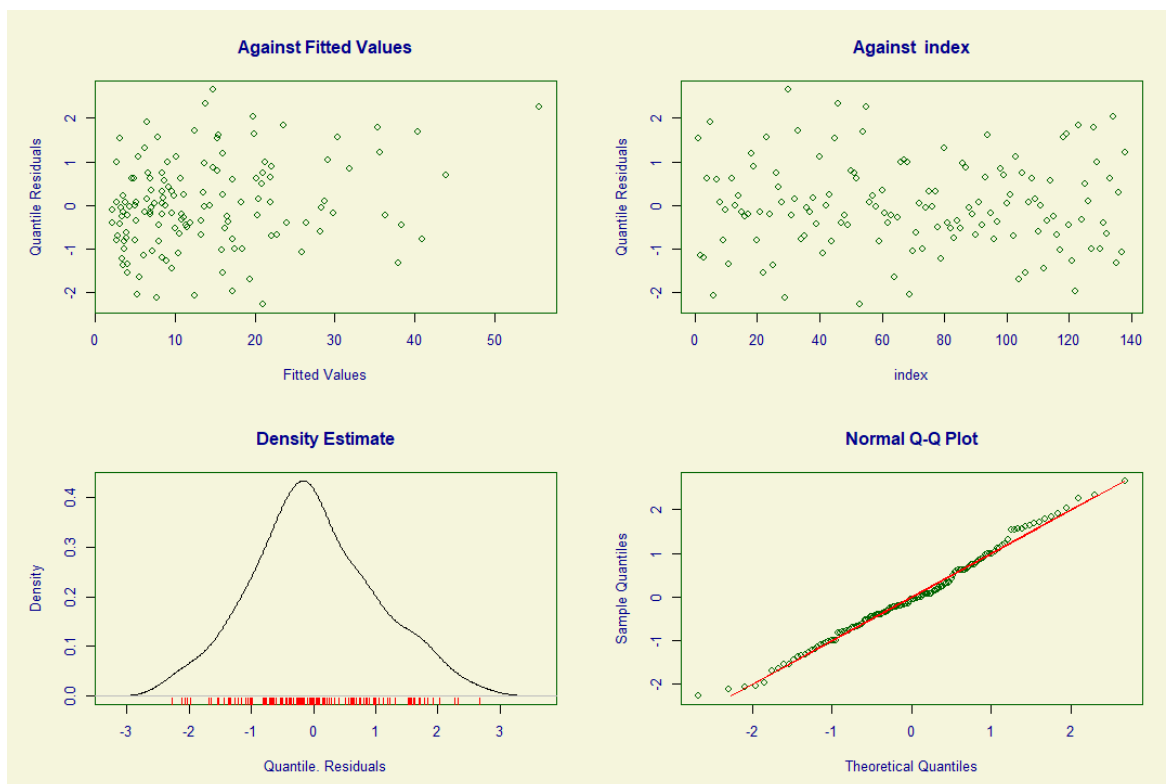 Against Fitted Values
Quantile Residuals
2
1
0
-1
-2
0 10 20 30 40 50
Fitted Values
Against  index
Quantile Residuals
2
1
0
-1
-2
0 20 40 60 80 100 120 140
index
Density Estimate
Density
0.4
0.3
0.2
0.1
0.0
-3 -2 -1 0 1 2 3
Quantile. Residuals
Normal Q-Q Plot
Sample Quantiles
2
1
0
-1
-2
-2 -1 0 1 2
Theoretical Quantiles